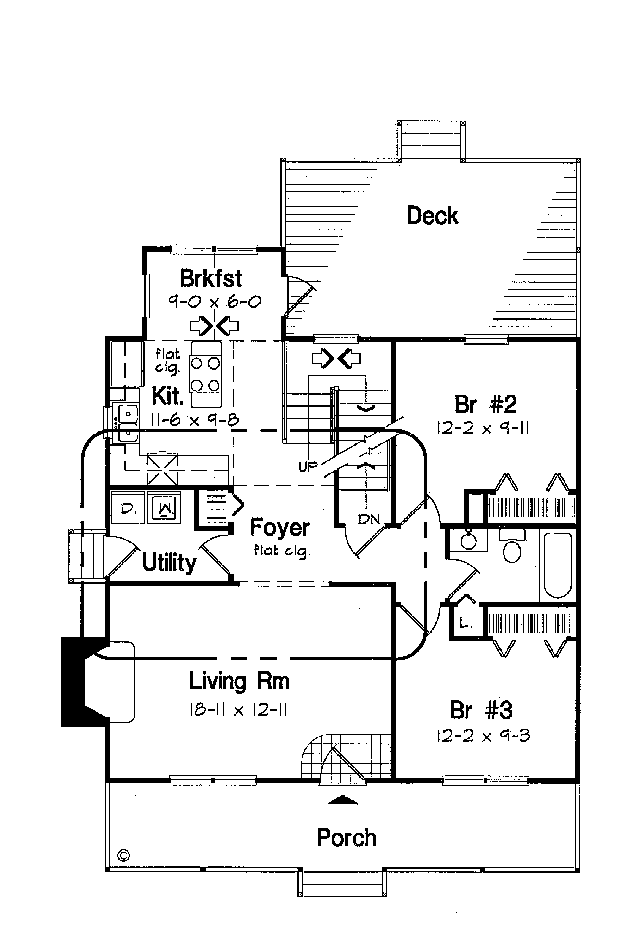 Deck
Brkfst
9-0 x 6-0
flat
clg.
Kit.
11-6 x 9-8
Br #2
12-2 x 9-11
UP
D.
W.
DN
Foyer
flat clg.
Utility
L.
Living Rm
18-11 x 12-11
Br #3
12-2 x 9-3
Porch